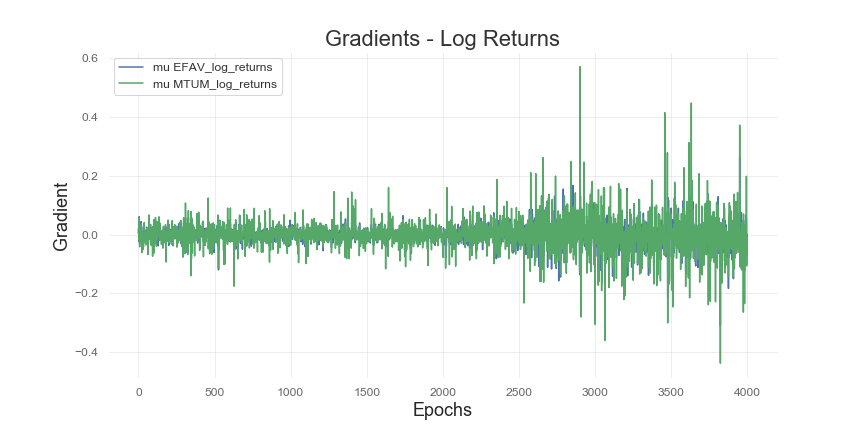 Gradients - Log Returns
mu EFAV_log_returns
mu MTUM_log_returns
Gradient
0.6
0.4
0.2
0.0
−0.2
−0.4
0 500 1000 1500 2000 2500 3000 3500 4000
Epochs